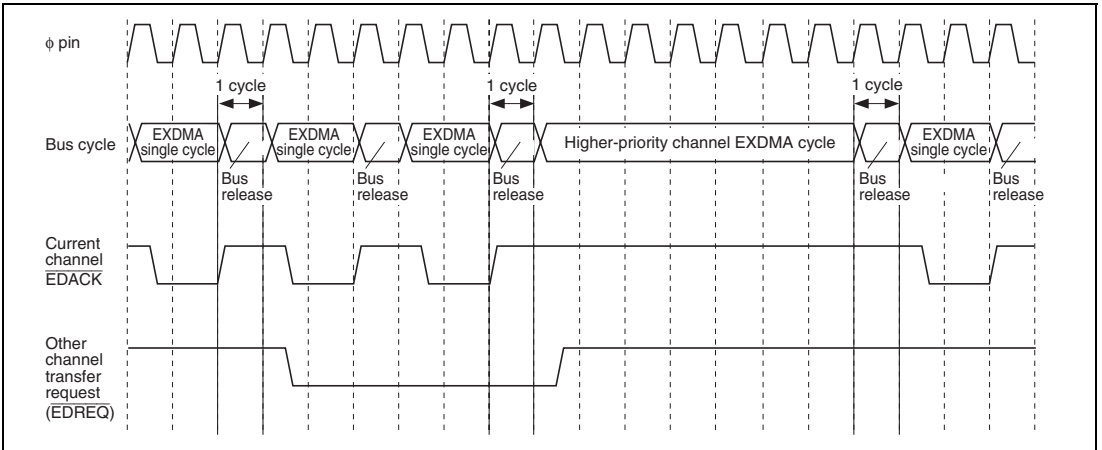 φ pin
1 cycle
1 cycle
1 cycle
Bus cycle
EXDMA
single cycle
EXDMA
single cycle
EXDMA
single cycle
Higher-priority channel EXDMA cycle
EXDMA
single cycle
Bus
release
Bus
release
Bus
release
Bus
release
Bus
release
Current
channel
EDACK
Other
channel
transfer
request
(EDREQ)